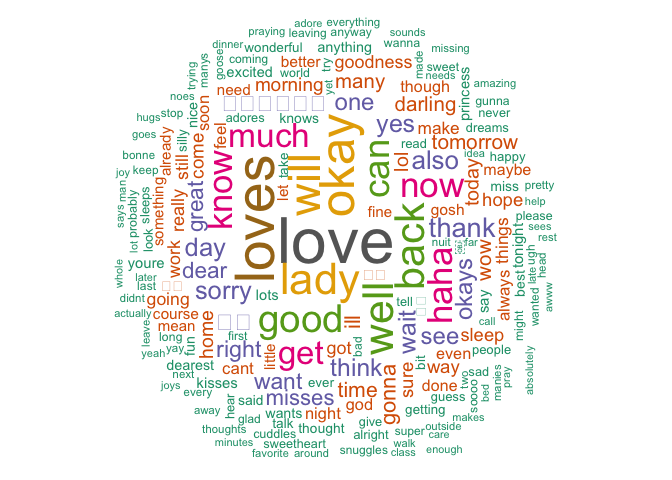 adore everything
praying leaving anyway sounds
dinner wonderful anything wanna missing
goose coming better goodness made sweet
trying manys excited world try yet many needs amazing
need morning though princess
noes □□□□□□ one darling gunna
hugs stop nice soon adores knows yes make never
goes silly feel much read tomorrow dreams
bonne already come let take okay can lol also idea happy
joy keep still know will now today maybe
man something really great loves fine gosh hope miss pretty
says probably sleeps love back thank wow please help
lot look work day lady haha nuit far always things sees
youre dear □□ well okays tonight rest
whole later last □□ sorry lots tell □ say best late ugh head
didnt going good ill wait call might wanted awww
actually course home □□ first bad see sleep
leave long mean right little got bit even people
yeah yay fun cant get think sure way sad absolutely
dearest want ever time gonna done guess two bed manies pray
next kisses misses god getting soooo
joys every hear said wants night give makes
away glad talk thought alright super outside
thoughts cuddles walk care
minutes sweetheart snuggles class enough
favorite around